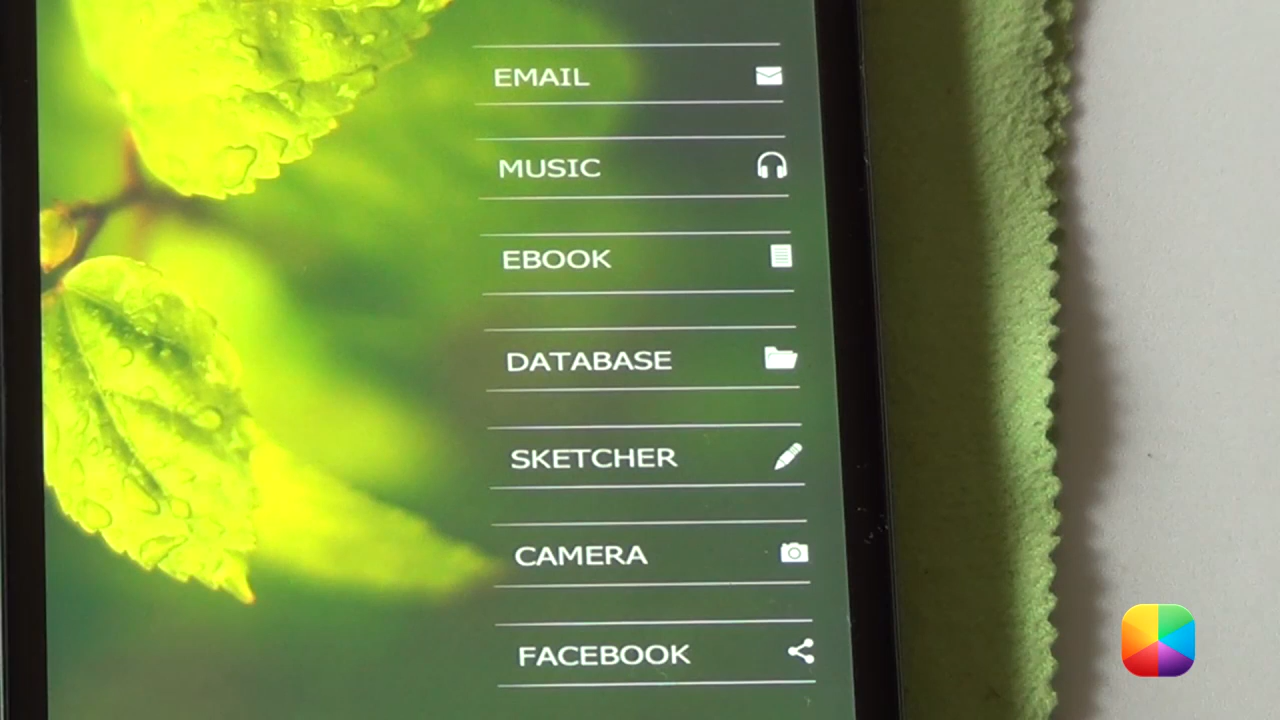 EMAIL
MUSIC
EBOOK
DATABASE
SKETCHER
CAMERA
FACEBOOK